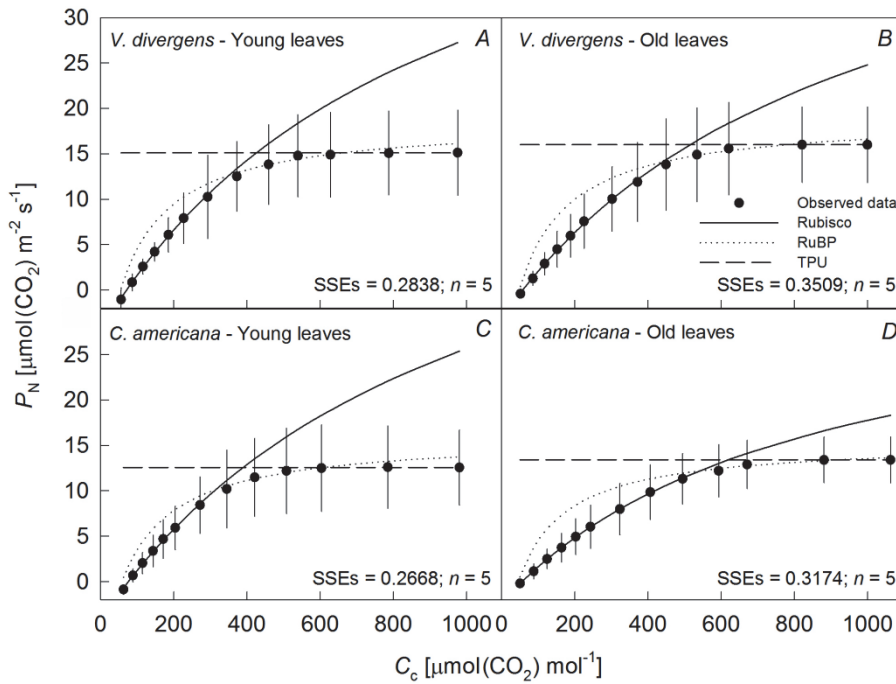 V. divergens - Young leaves
A
V. divergens - Old leaves
B
30
25
20
15
10
5
0
Observed data
Rubisco
RuBP
TPU
SSEs = 0.2838; n = 5
SSEs = 0.3509; n = 5
C. americana - Young leaves
C
C. americana - Old leaves
D
25
20
15
10
5
0
SSEs = 0.2668; n = 5
SSEs = 0.3174; n = 5
0 200 400 600 800 1000
0 200 400 600 800 1000
P_N [µmol(CO₂) m⁻² s⁻¹]
C_c [µmol(CO₂) mol⁻¹]